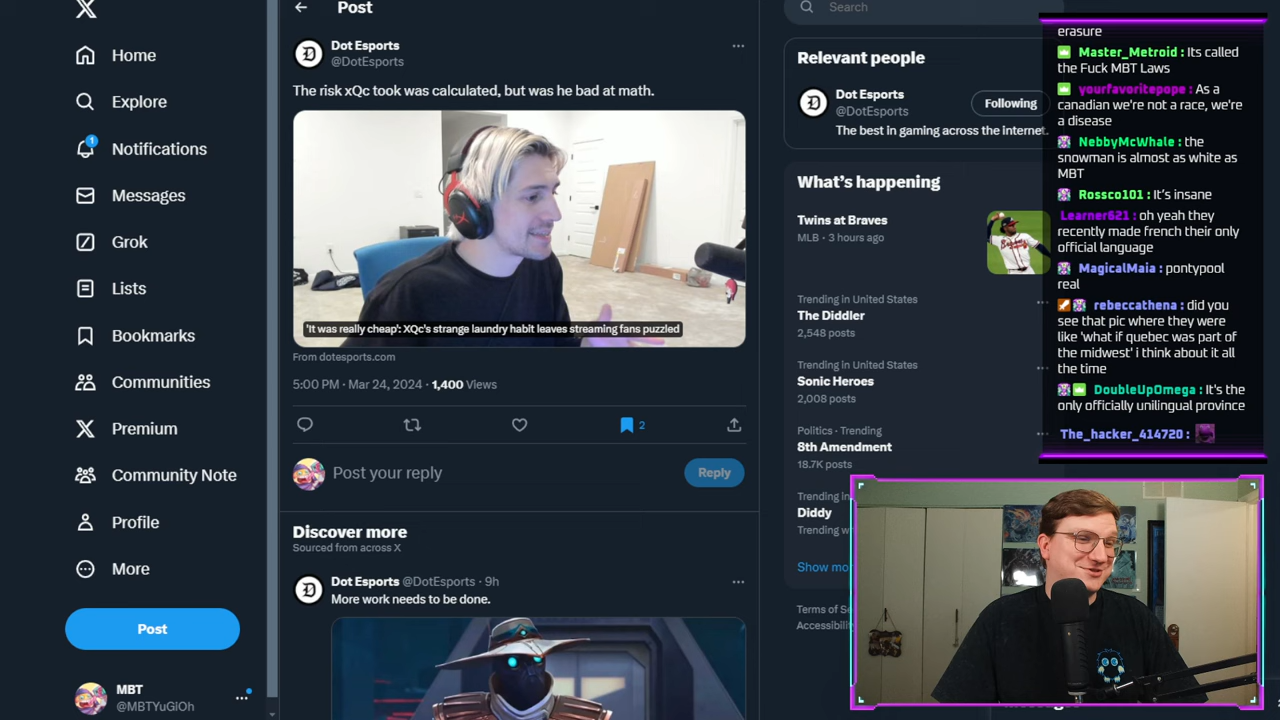 Home
Explore
1
Notifications
Messages
Grok
Lists
Bookmarks
Communities
Premium
Community Note
Profile
More
Post
MBT
@MBTYuGiOh
Post
Dot Esports
@DotEsports
The risk xQc took was calculated, but was he bad at math.
'It was really cheap': XQc's strange laundry habit leaves streaming fans puzzled
From dotesports.com
5:00 PM · Mar 24, 2024 · 1,400 Views
2
Post your reply
Reply
Discover more
Sourced from across X
Dot Esports @DotEsports · 9h
More work needs to be done.
Search
Relevant people
Dot Esports
@DotEsports
Following
The best in gaming across the internet.
What's happening
Twins at Braves
MLB · 3 hours ago
Trending in United States
The Diddler
2,548 posts
Trending in United States
Sonic Heroes
2,008 posts
Politics · Trending
8th Amendment
18.7K posts
Trending in
Diddy
Trending w
Show mo
Terms of Se
Accessibilit
erasure
Master_Metroid : Its called
the Fuck MBT Laws
yourfavoritepope : As a
canadian we're not a race, we're
a disease
NebbyMcWhale : the
snowman is almost as white as
MBT
Rossco101 : It's insane
Learner621 : oh yeah they
recently made french their only
official language
MagicalMaia : pontypool
real
rebeccathena : did you
see that pic where they were
like 'what if quebec was part of
the midwest' i think about it all
the time
DoubleUpOmega : It's the
only officially unilingual province
The_hacker_414720 :